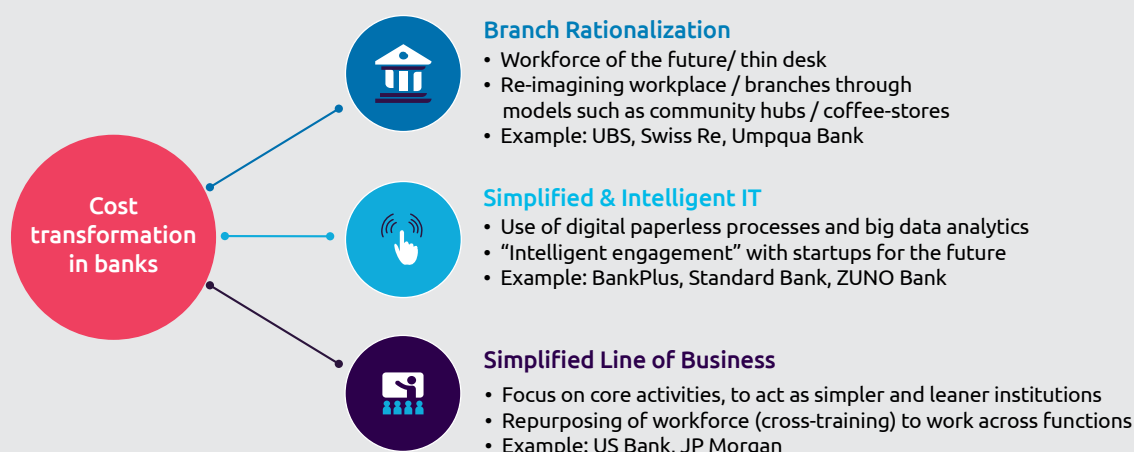 Cost
transformation
in banks
Branch Rationalization
• Workforce of the future/ thin desk
• Re-imagining workplace / branches through
models such as community hubs / coffee-stores
• Example: UBS, Swiss Re, Umpqua Bank
Simplified & Intelligent IT
• Use of digital paperless processes and big data analytics
• “Intelligent engagement” with startups for the future
• Example: BankPlus, Standard Bank, ZUNO Bank
Simplified Line of Business
• Focus on core activities, to act as simpler and leaner institutions
• Repurposing of workforce (cross-training) to work across functions
• Example: US Bank, JP Morgan